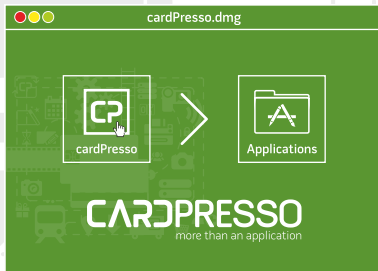 cardPresso.dmg
CP
cardPresso
Applications
CARDPRESSO
more than an application